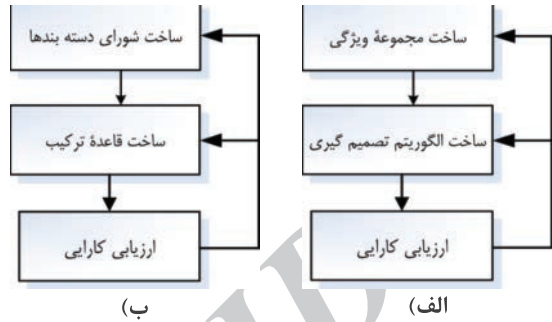 ساخت مجموعهٔ ویژگی
ساخت الگوریتم تصمیم گیری
ارزیابی کارایی
الف)
ساخت شورای دسته بندها
ساخت قاعدهٔ ترکیب
ارزیابی کارایی
ب)